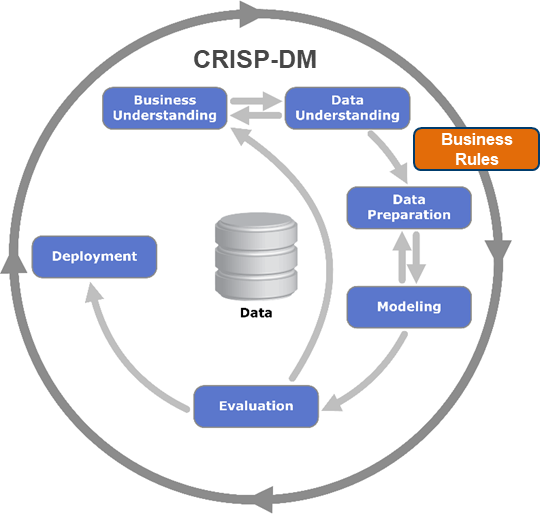 CRISP-DM
Business
Understanding
Data
Understanding
Business
Rules
Data
Preparation
Deployment
Data
Modeling
Evaluation